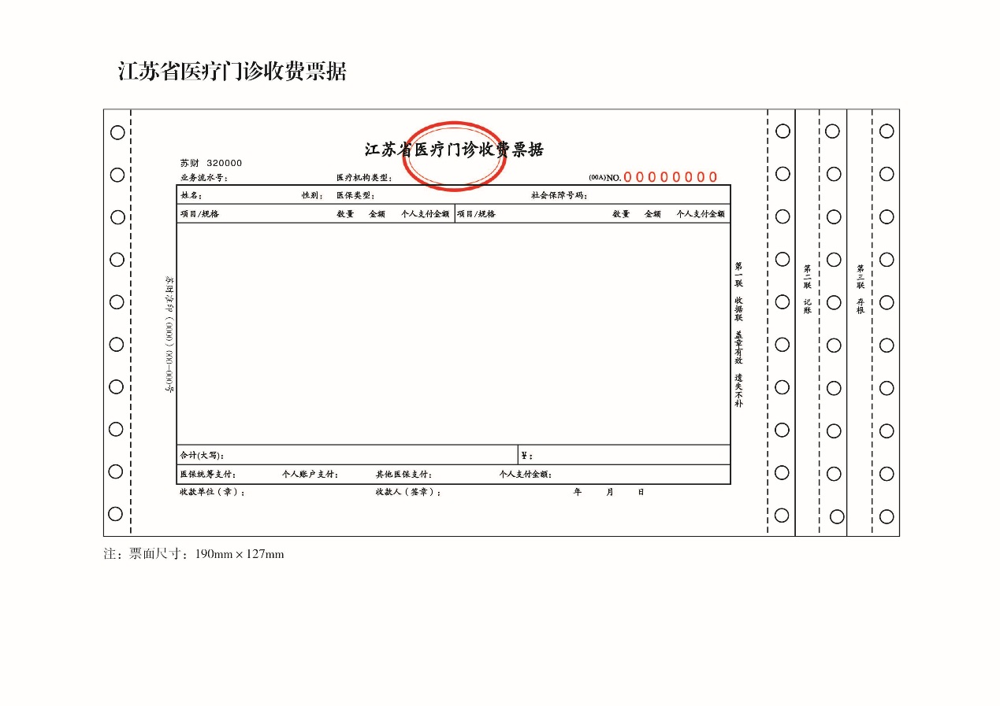 江苏省医疗门诊收费票据
江苏省医疗门诊收费票据
苏财 320000
业务流水号： 医疗机构类型： (00A)NO. 00000000
姓名： 性别： 医保类型： 社会保障号码：
项目/规格 数量 金额 个人支付金额 项目/规格 数量 金额 个人支付金额
苏财准印（0000）000-000号
第一联 收据联 盖章有效 遗失不补
第二联 记账
第三联 存根
合计(大写)： ¥：
医保统筹支付： 个人账户支付： 其他医保支付： 个人支付金额：
收款单位（章）： 收款人（签章）： 年 月 日
注：票面尺寸：190mm×127mm